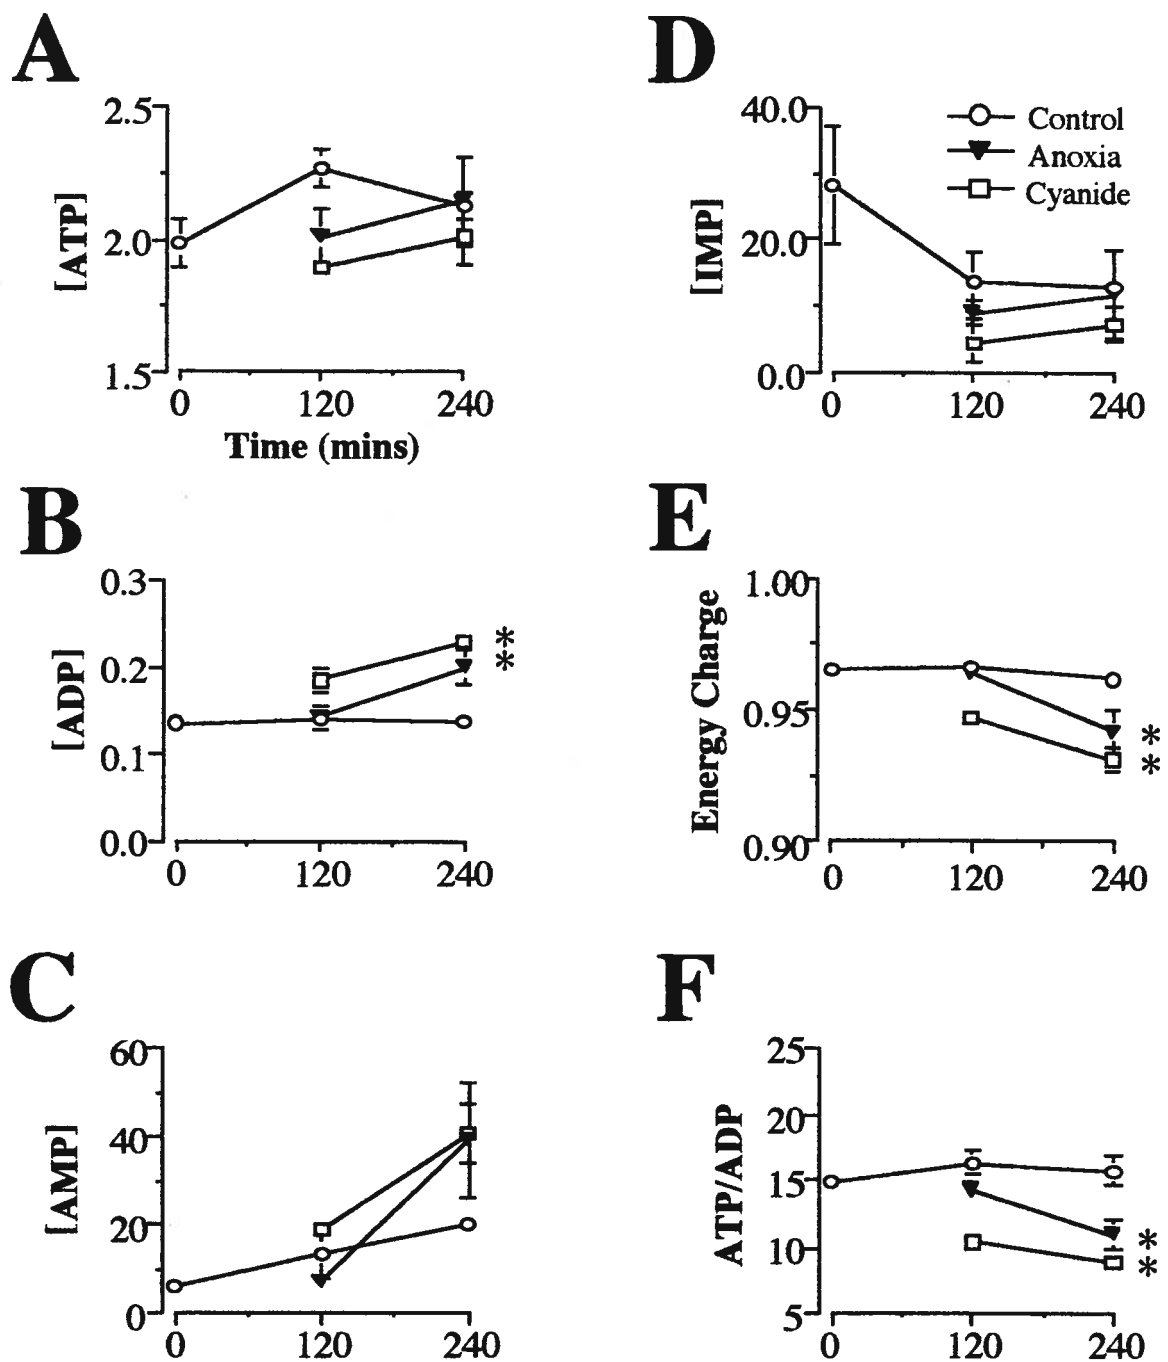 A
2.5
2.0
1.5
[ATP]
0 120 240
Time (mins)
B
0.3
0.2
0.1
0.0
[ADP]
* *
0 120 240
C
60
40
20
0
[AMP]
0 120 240
D
40.0
20.0
0.0
[IMP]
Control
Anoxia
Cyanide
0 120 240
E
1.00
0.95
0.90
Energy Charge
*
*
0 120 240
F
25
20
15
10
5
ATP/ADP
*
*
0 120 240